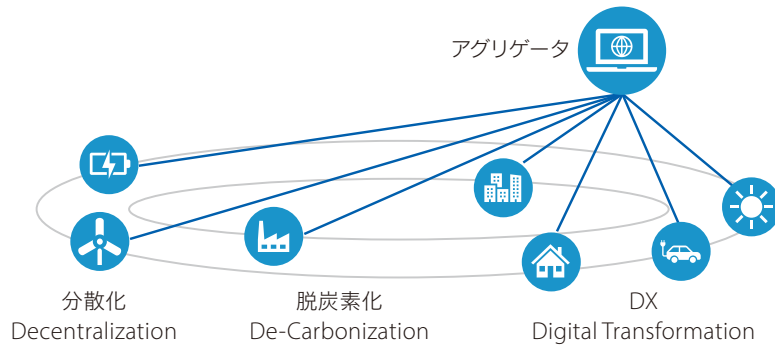 アグリゲータ
分散化
Decentralization
脱炭素化
De-Carbonization
DX
Digital Transformation